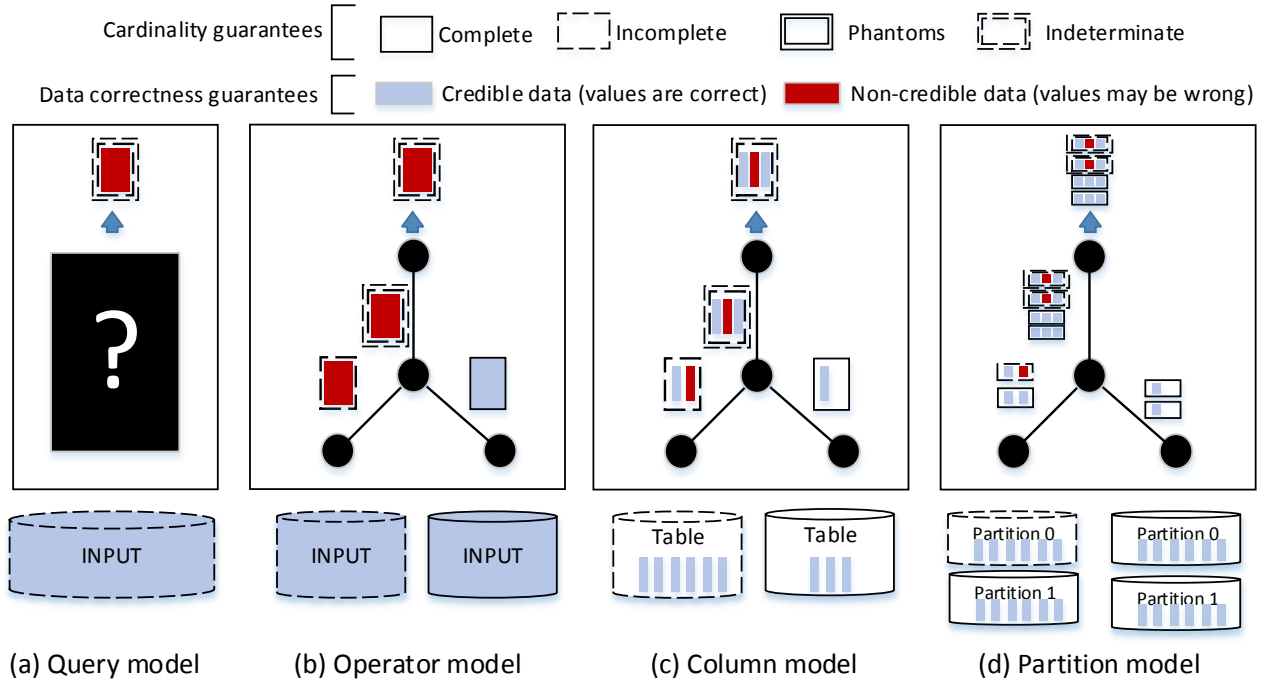 Cardinality guarantees
Complete
Incomplete
Phantoms
Indeterminate
Data correctness guarantees
Credible data (values are correct)
Non-credible data (values may be wrong)
?
INPUT
INPUT
INPUT
Table
Table
Partition 0
Partition 0
Partition 1
Partition 1
(a) Query model
(b) Operator model
(c) Column model
(d) Partition model